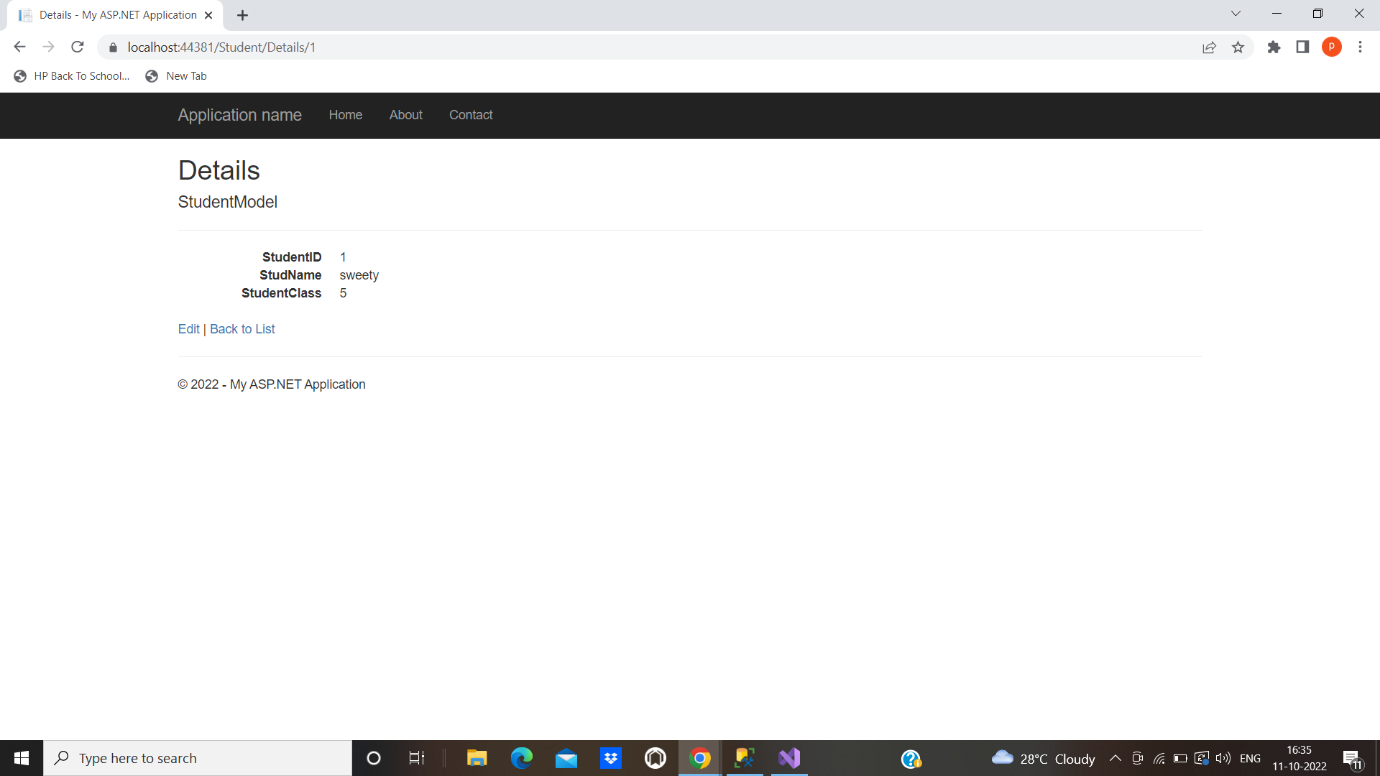 Details - My ASP.NET Application
localhost:44381/Student/Details/1
P
HP Back To School...
New Tab
Application name Home About Contact
Details
StudentModel
StudentID 1
StudName sweety
StudentClass 5
Edit | Back to List
© 2022 - My ASP.NET Application
Type here to search
28°C Cloudy
ENG
16:35
11-10-2022
11